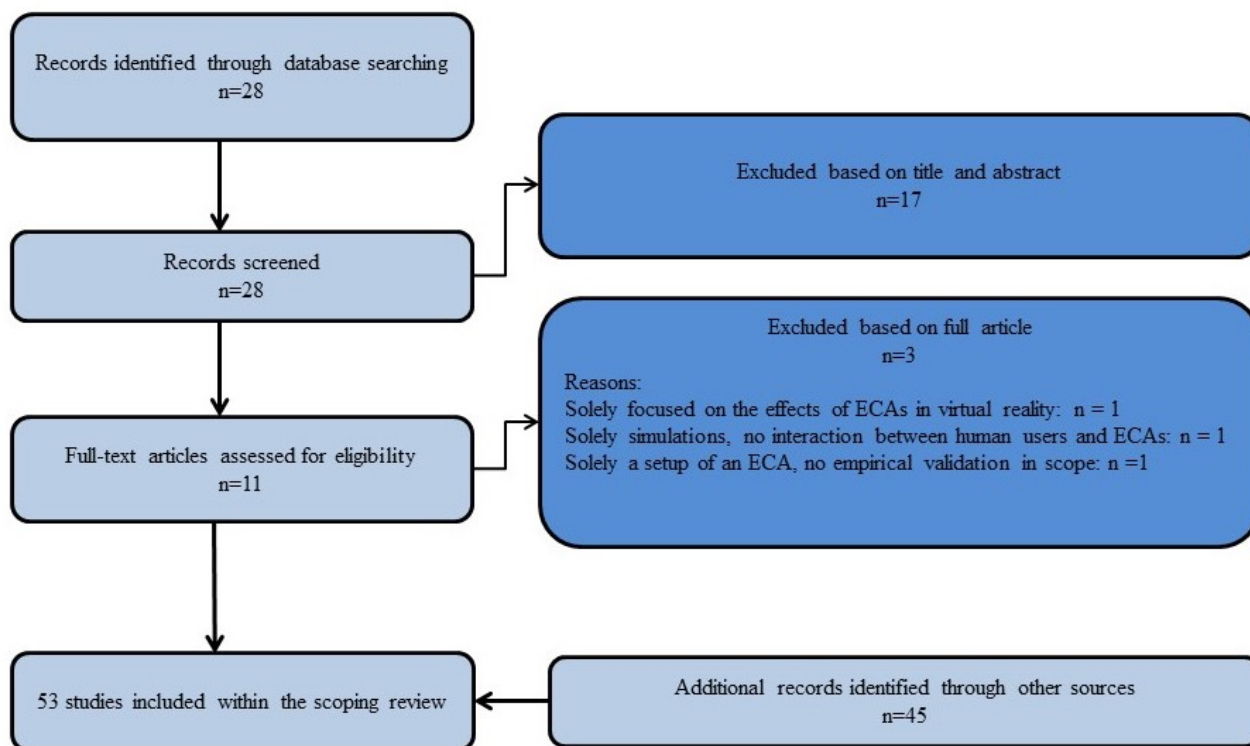 Records identified through database searching
n=28
Excluded based on title and abstract
n=17
Records screened
n=28
Excluded based on full article
n=3
Reasons:
Solely focused on the effects of ECAs in virtual reality: n = 1
Solely simulations, no interaction between human users and ECAs: n = 1
Solely a setup of an ECA, no empirical validation in scope: n =1
Full-text articles assessed for eligibility
n=11
53 studies included within the scoping review
Additional records identified through other sources
n=45